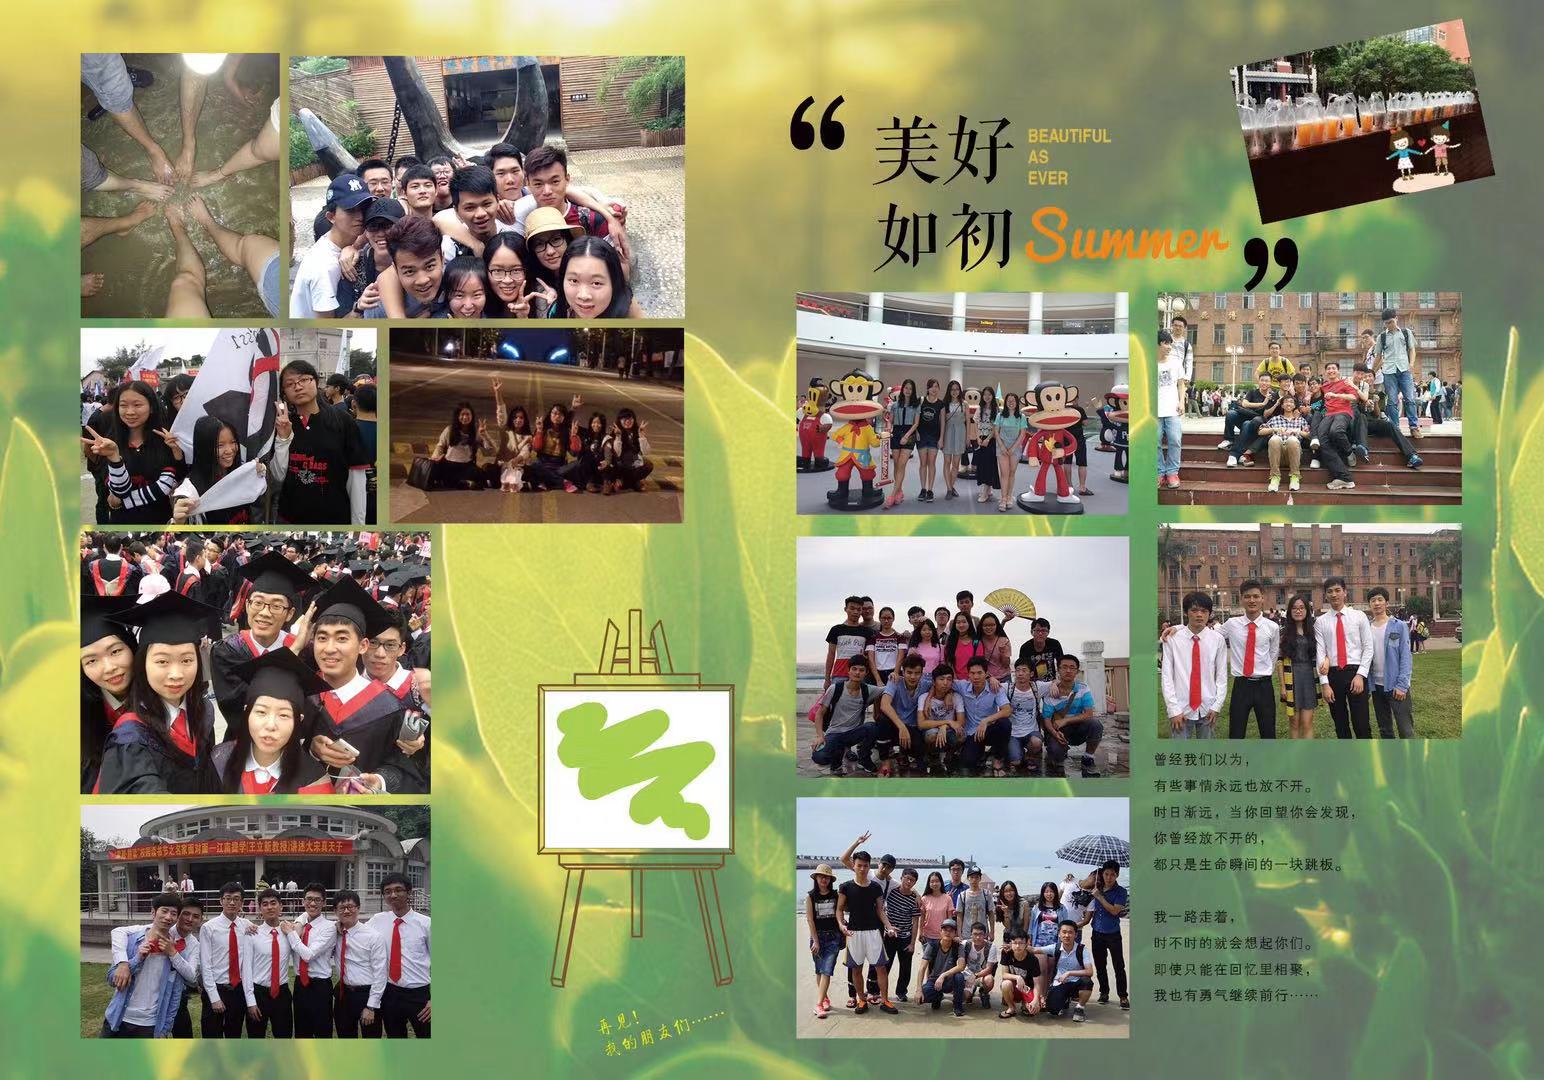 美好
BEAUTIFUL
AS
EVER
如初
Summer
曾经我们以为，
有些事情永远也放不开。
时日渐远，当你回望你会发现，
你曾经放不开的，
都只是生命瞬间的一块跳板。
我一路走着，
时不时的就会想起你们。
即使只能在回忆里相聚，
我也有勇气继续前行……
再见！
我的朋友们……